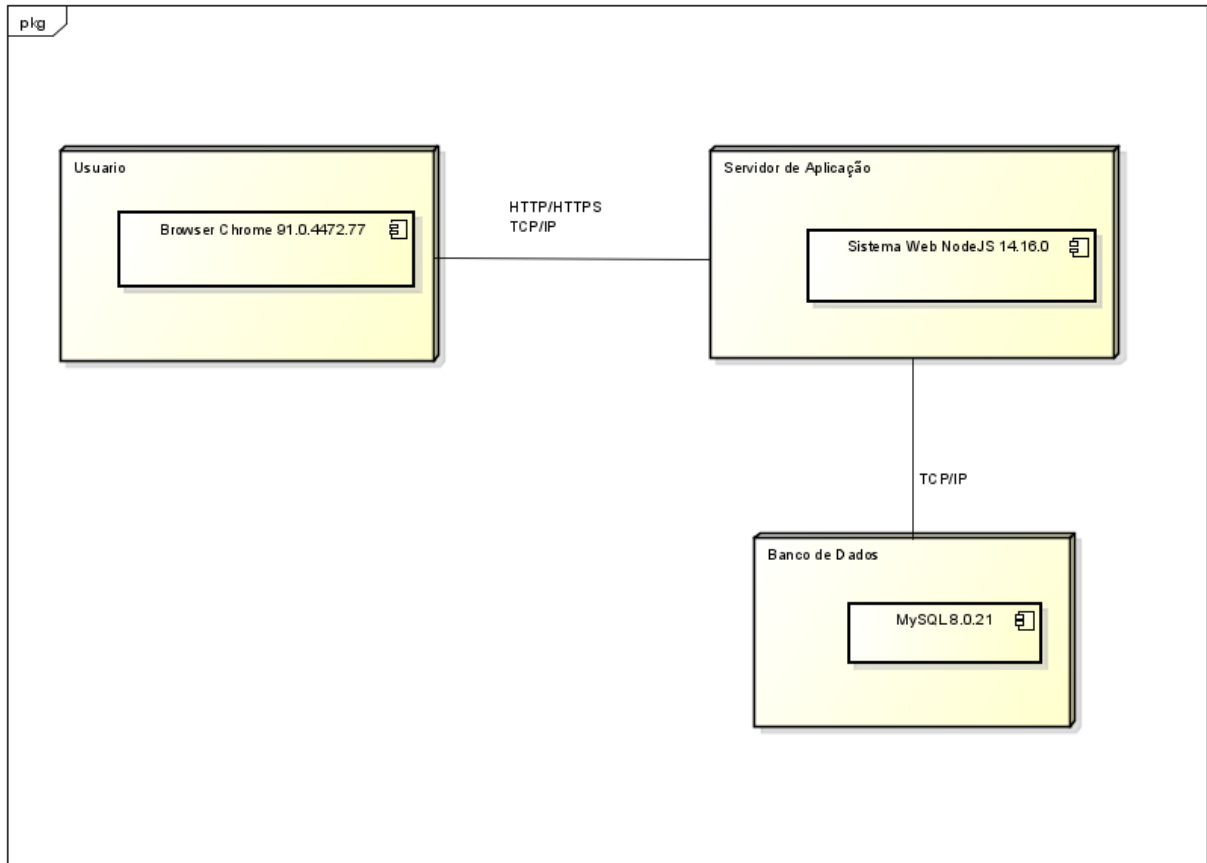 pkg
Usuario
Browser Chrome 91.0.4472.77
HTTP/HTTPS
TCP/IP
Servidor de Aplicação
Sistema Web NodeJS 14.16.0
TCP/IP
Banco de Dados
MySQL 8.0.21